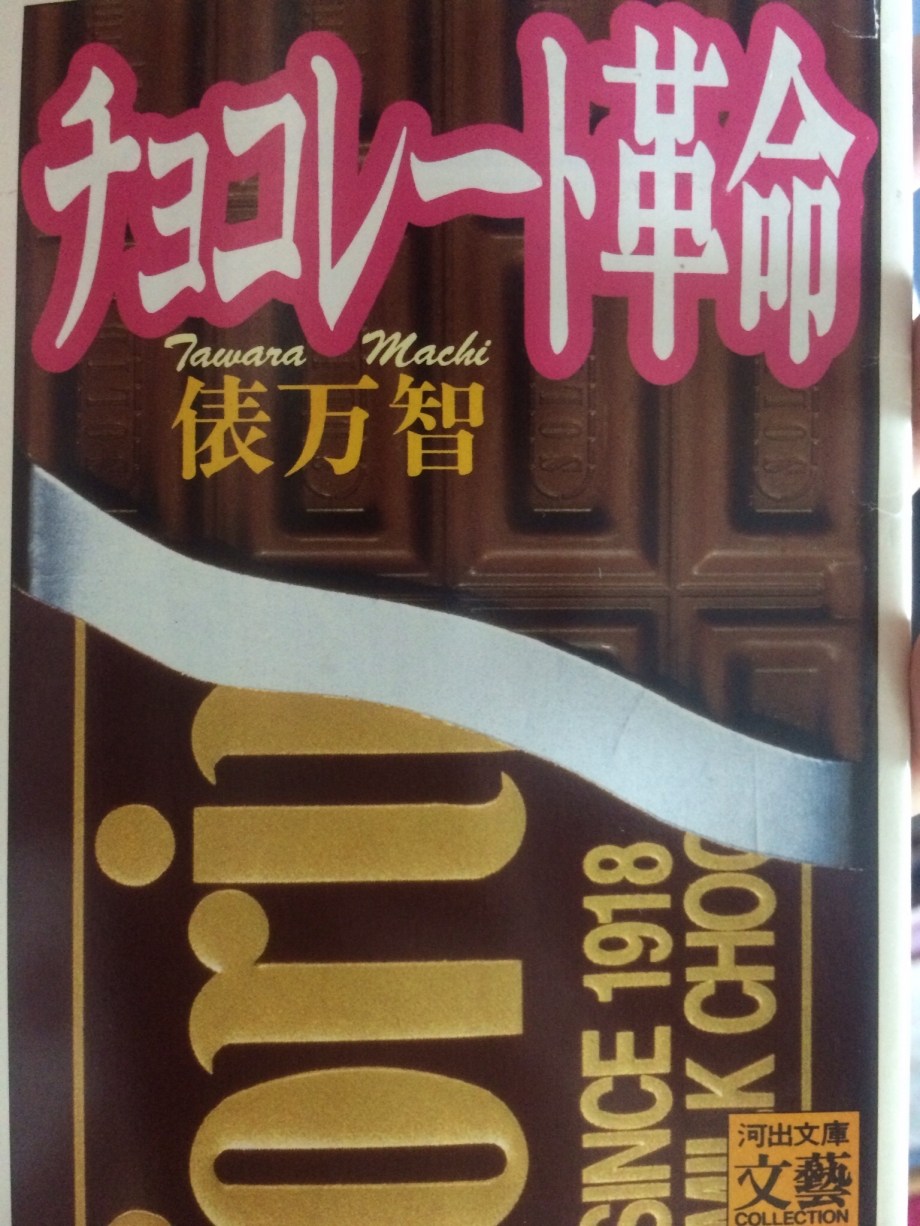 チョコレート革命
Tawara Machi
俵万智
SINCE 1918
MILK CHOC
河出文庫
文藝
COLLECTION